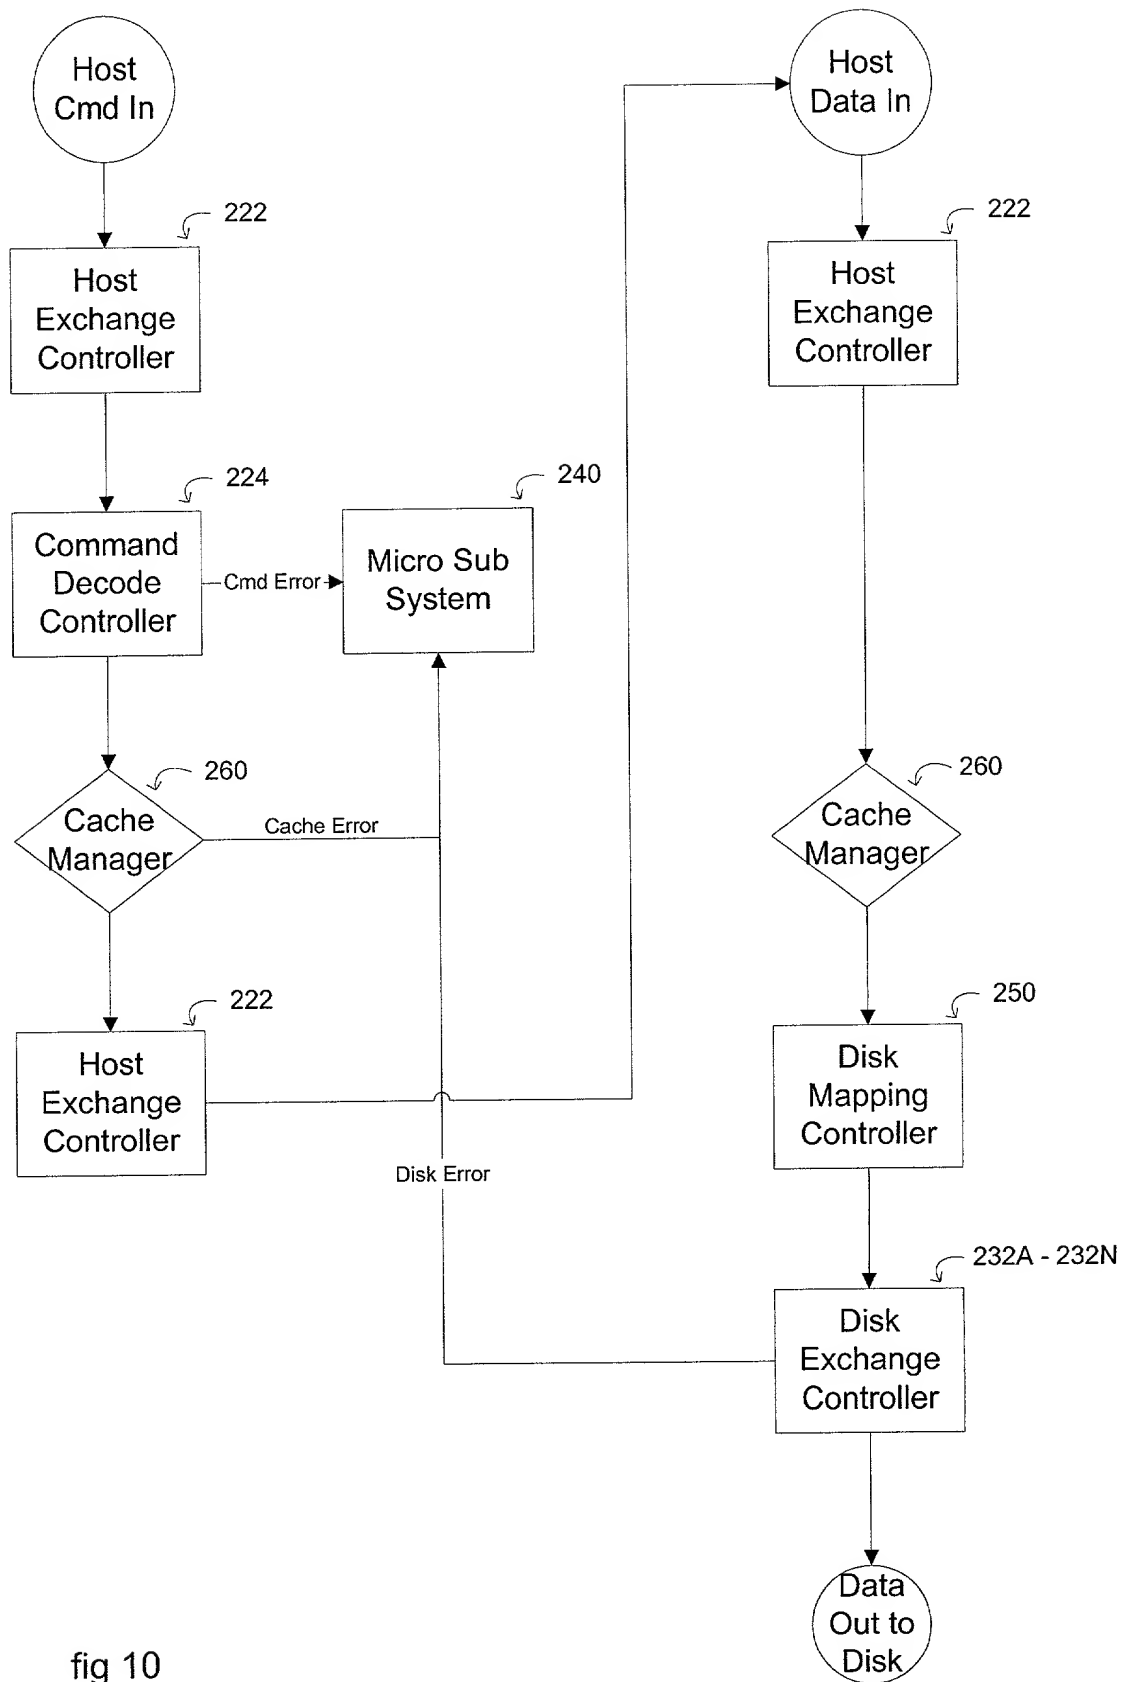 Host
Cmd In
222
Host
Exchange
Controller
224
Command
Decode
Controller
Cmd Error
240
Micro Sub
System
260
Cache
Manager
Cache Error
222
Host
Exchange
Controller
Disk Error
Host
Data In
222
Host
Exchange
Controller
260
Cache
Manager
250
Disk
Mapping
Controller
232A - 232N
Disk
Exchange
Controller
Data
Out to
Disk
fig 10